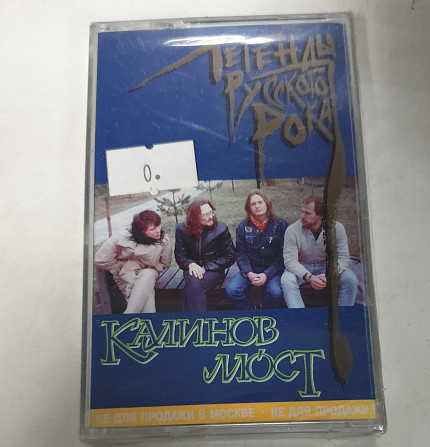 Легенды
Русского
Рока
0.
Калинов
Мост
НЕ ДЛЯ ПРОДАЖИ В МОСКВЕ · НЕ ДЛЯ ПРОДАЖИ